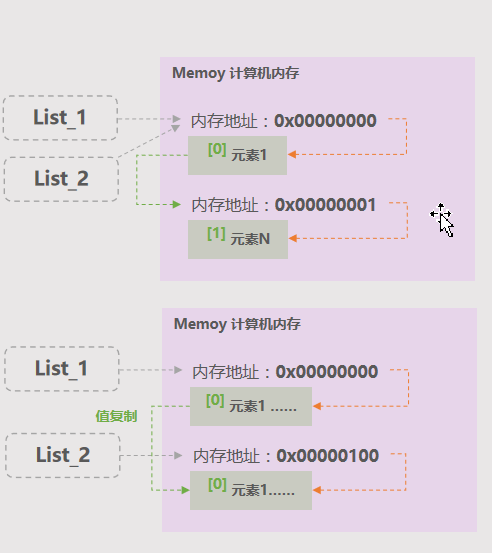 Memoy 计算机内存
List_1
内存地址：0x00000000
[0] 元素1
List_2
内存地址：0x00000001
[1] 元素N
Memoy 计算机内存
List_1
内存地址：0x00000000
[0] 元素1 ……
值复制
List_2
内存地址：0x00000100
[0] 元素1……